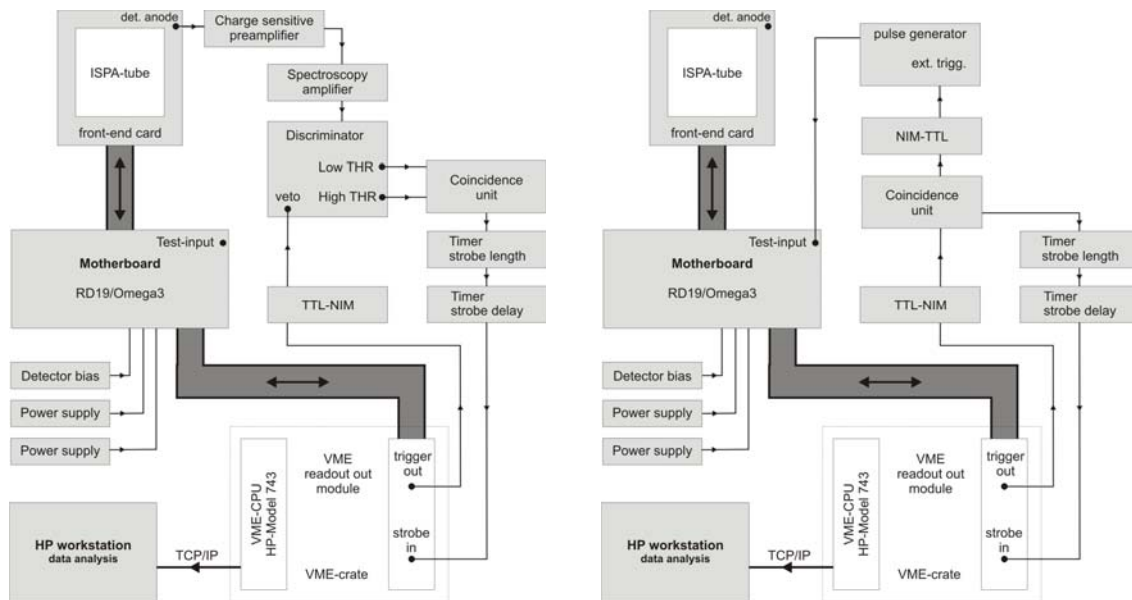 det. anode
ISPA-tube
front-end card
Charge sensitive
preamplifier
Spectroscopy
amplifier
Discriminator
Low THR
High THR
veto
Coincidence
unit
Timer
strobe length
Timer
strobe delay
TTL-NIM
Test-input
Motherboard
RD19/Omega3
Detector bias
Power supply
Power supply
VME-CPU
HP-Model 743
VME
readout out
module
trigger
out
strobe
in
VME-crate
TCP/IP
HP workstation
data analysis
det. anode
ISPA-tube
front-end card
pulse generator
ext. trigg.
NIM-TTL
Coincidence
unit
Timer
strobe length
Timer
strobe delay
TTL-NIM
Test-input
Motherboard
RD19/Omega3
Detector bias
Power supply
Power supply
VME-CPU
HP-Model 743
VME
readout out
module
trigger
out
strobe
in
VME-crate
TCP/IP
HP workstation
data analysis